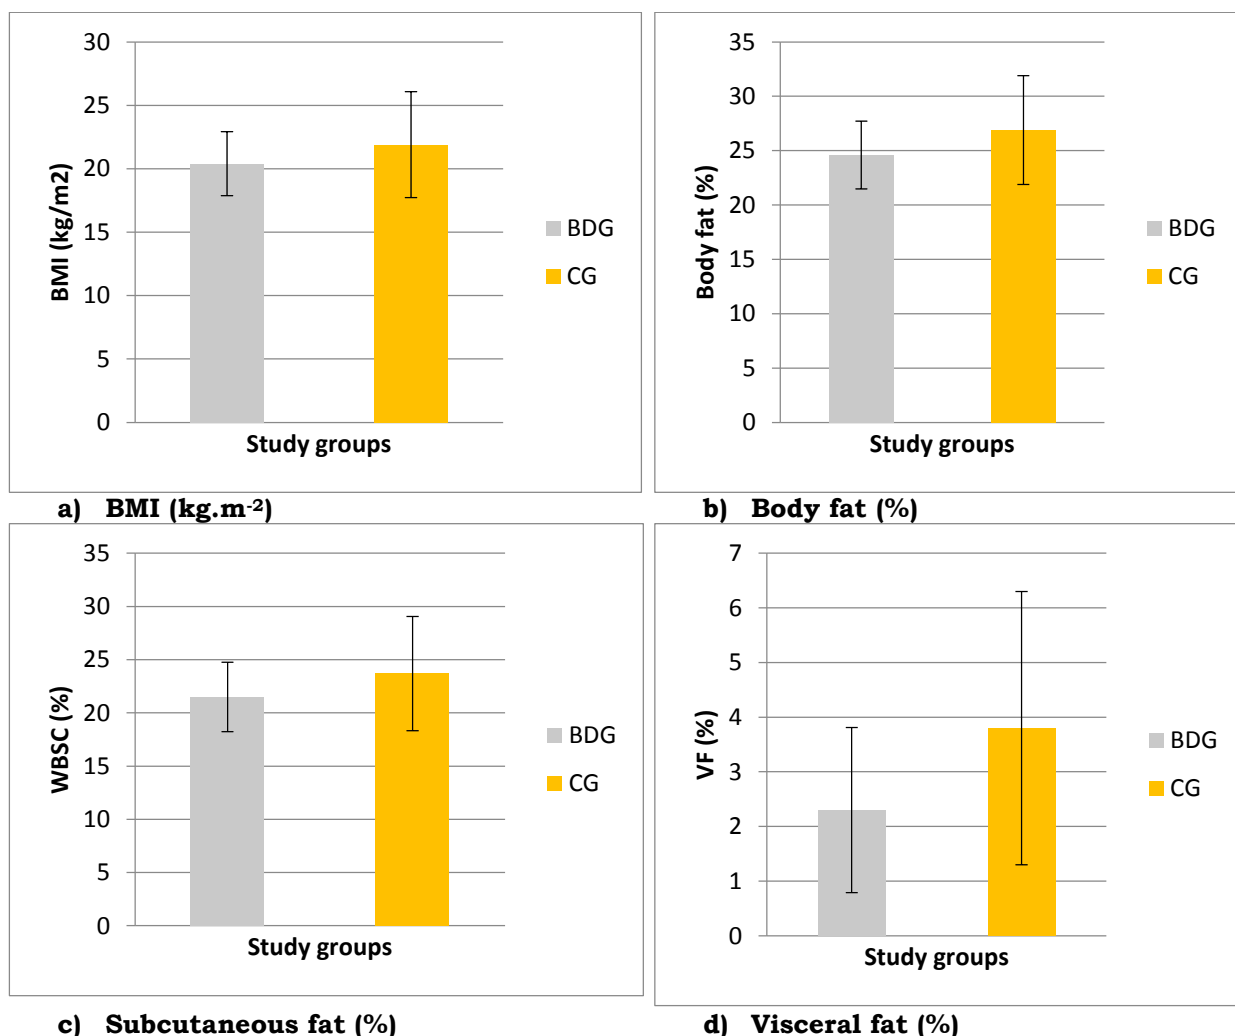 30
25
20
15
10
5
0
BMI (kg/m2)
Study groups
BDG
CG
a) BMI (kg.m-2)
35
30
25
20
15
10
5
0
Body fat (%)
Study groups
BDG
CG
b) Body fat (%)
35
30
25
20
15
10
5
0
WBSC (%)
Study groups
BDG
CG
c) Subcutaneous fat (%)
7
6
5
4
3
2
1
0
VF (%)
Study groups
BDG
CG
d) Visceral fat (%)